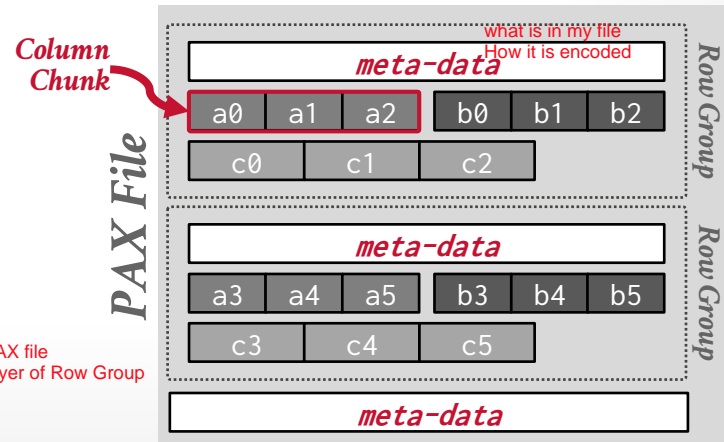 what is in my file
How it is encoded
Column
Chunk
meta-data
a0 a1 a2 b0 b1 b2
c0 c1 c2
Row Group
PAX File
meta-data
a3 a4 a5 b3 b4 b5
c3 c4 c5
Row Group
AX file
yer of Row Group
meta-data